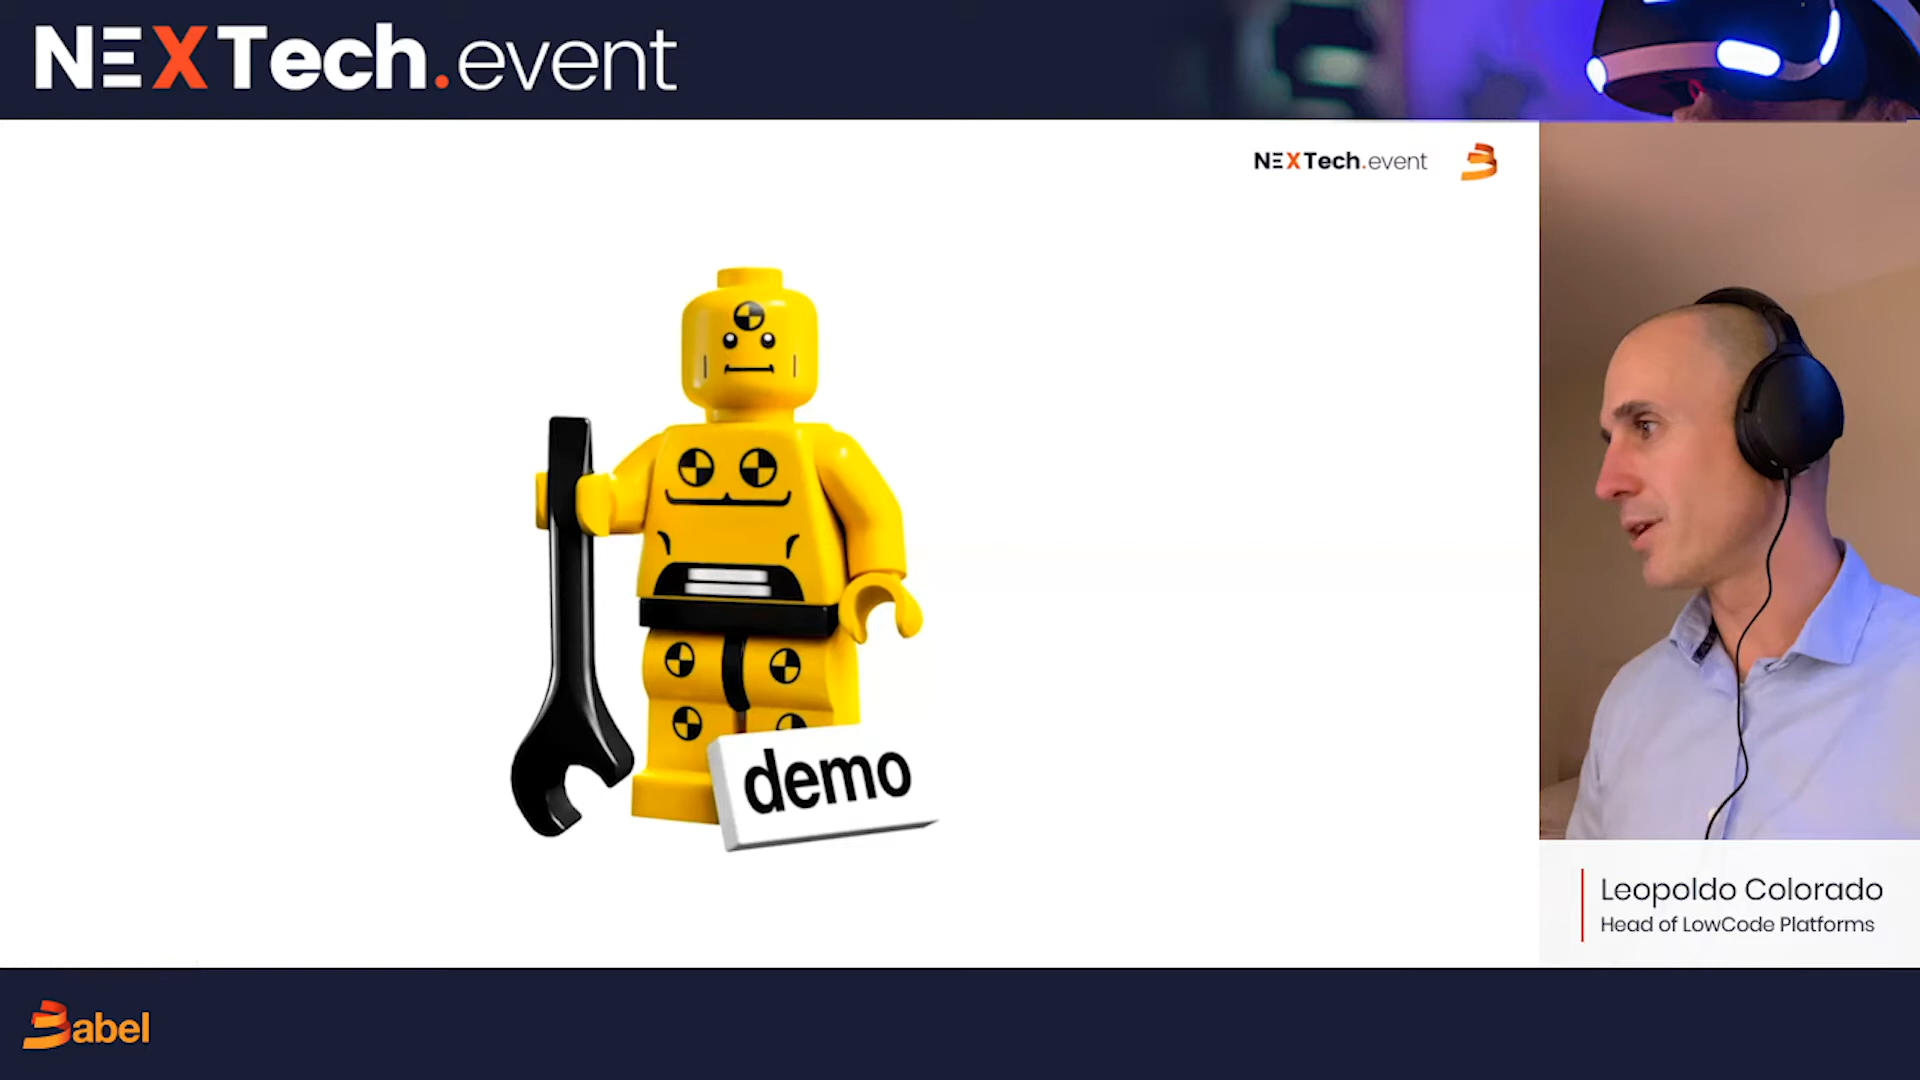 NEXTech.event
NEXTech.event
demo
Leopoldo Colorado
Head of LowCode Platforms
Babel